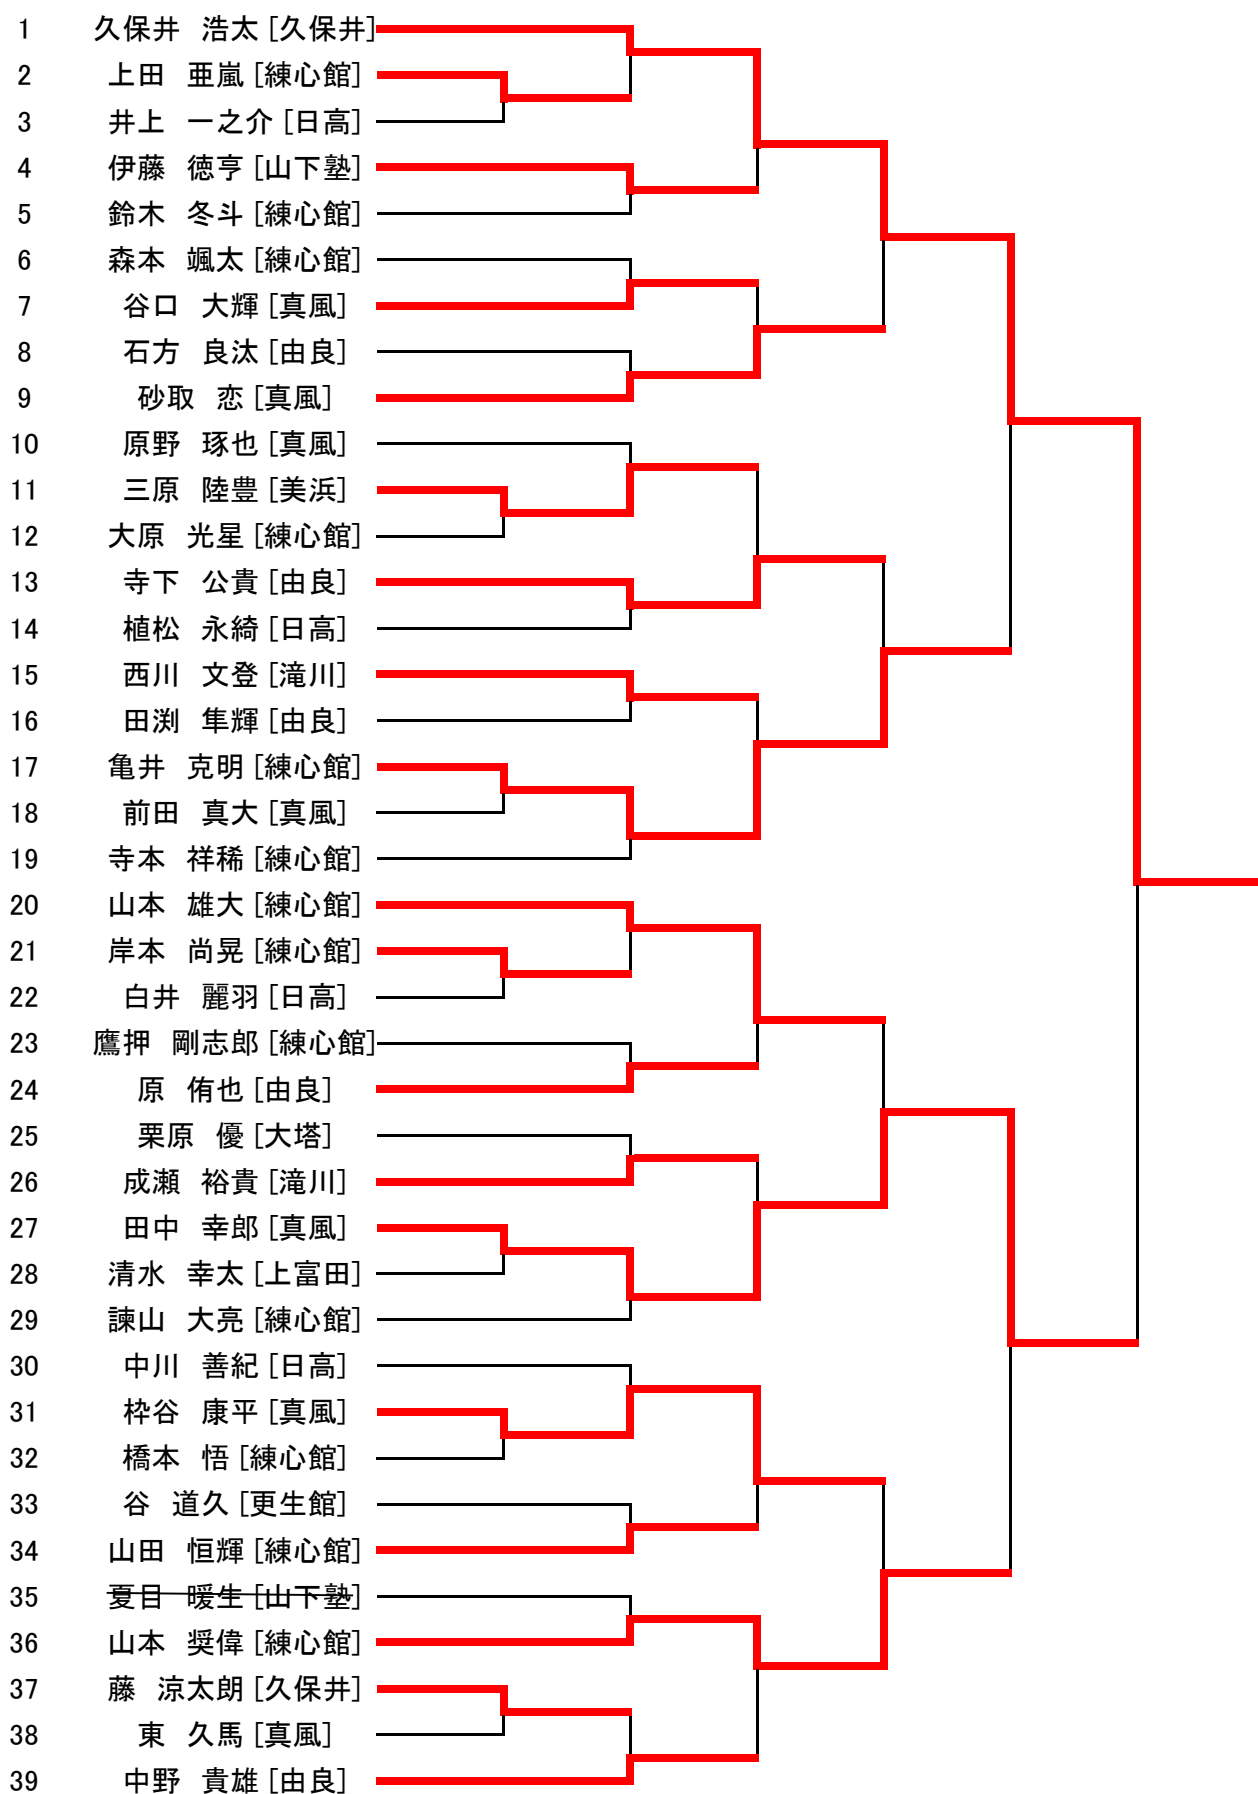 1 久保井 浩太 [久保井]
2 上田 亜嵐 [練心館]
3 井上 一之介 [日高]
4 伊藤 徳亨 [山下塾]
5 鈴木 冬斗 [練心館]
6 森本 颯太 [練心館]
7 谷口 大輝 [真風]
8 石方 良汰 [由良]
9 砂取 恋 [真風]
10 原野 琢也 [真風]
11 三原 陸豊 [美浜]
12 大原 光星 [練心館]
13 寺下 公貴 [由良]
14 植松 永綺 [日高]
15 西川 文登 [滝川]
16 田渕 隼輝 [由良]
17 亀井 克明 [練心館]
18 前田 真大 [真風]
19 寺本 祥稀 [練心館]
20 山本 雄大 [練心館]
21 岸本 尚晃 [練心館]
22 白井 麗羽 [日高]
23 鷹押 剛志郎 [練心館]
24 原 侑也 [由良]
25 栗原 優 [大塔]
26 成瀬 裕貴 [滝川]
27 田中 幸郎 [真風]
28 清水 幸太 [上富田]
29 諫山 大亮 [練心館]
30 中川 善紀 [日高]
31 枠谷 康平 [真風]
32 橋本 悟 [練心館]
33 谷 道久 [更生館]
34 山田 恒輝 [練心館]
35 夏目 暖生 [山下塾]
36 山本 奨偉 [練心館]
37 藤 涼太朗 [久保井]
38 東 久馬 [真風]
39 中野 貴雄 [由良]